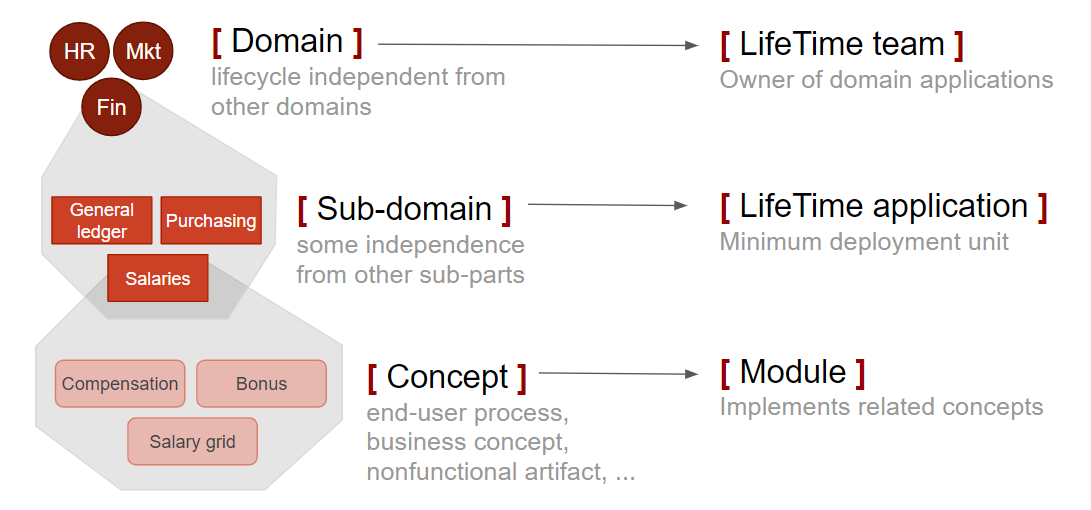 HR
Mkt
Fin
[ Domain ]
lifecycle independent from
other domains
[ LifeTime team ]
Owner of domain applications
General
ledger
Purchasing
Salaries
[ Sub-domain ]
some independence
from other sub-parts
[ LifeTime application ]
Minimum deployment unit
Compensation
Bonus
Salary grid
[ Concept ]
end-user process,
business concept,
nonfunctional artifact, ...
[ Module ]
Implements related concepts